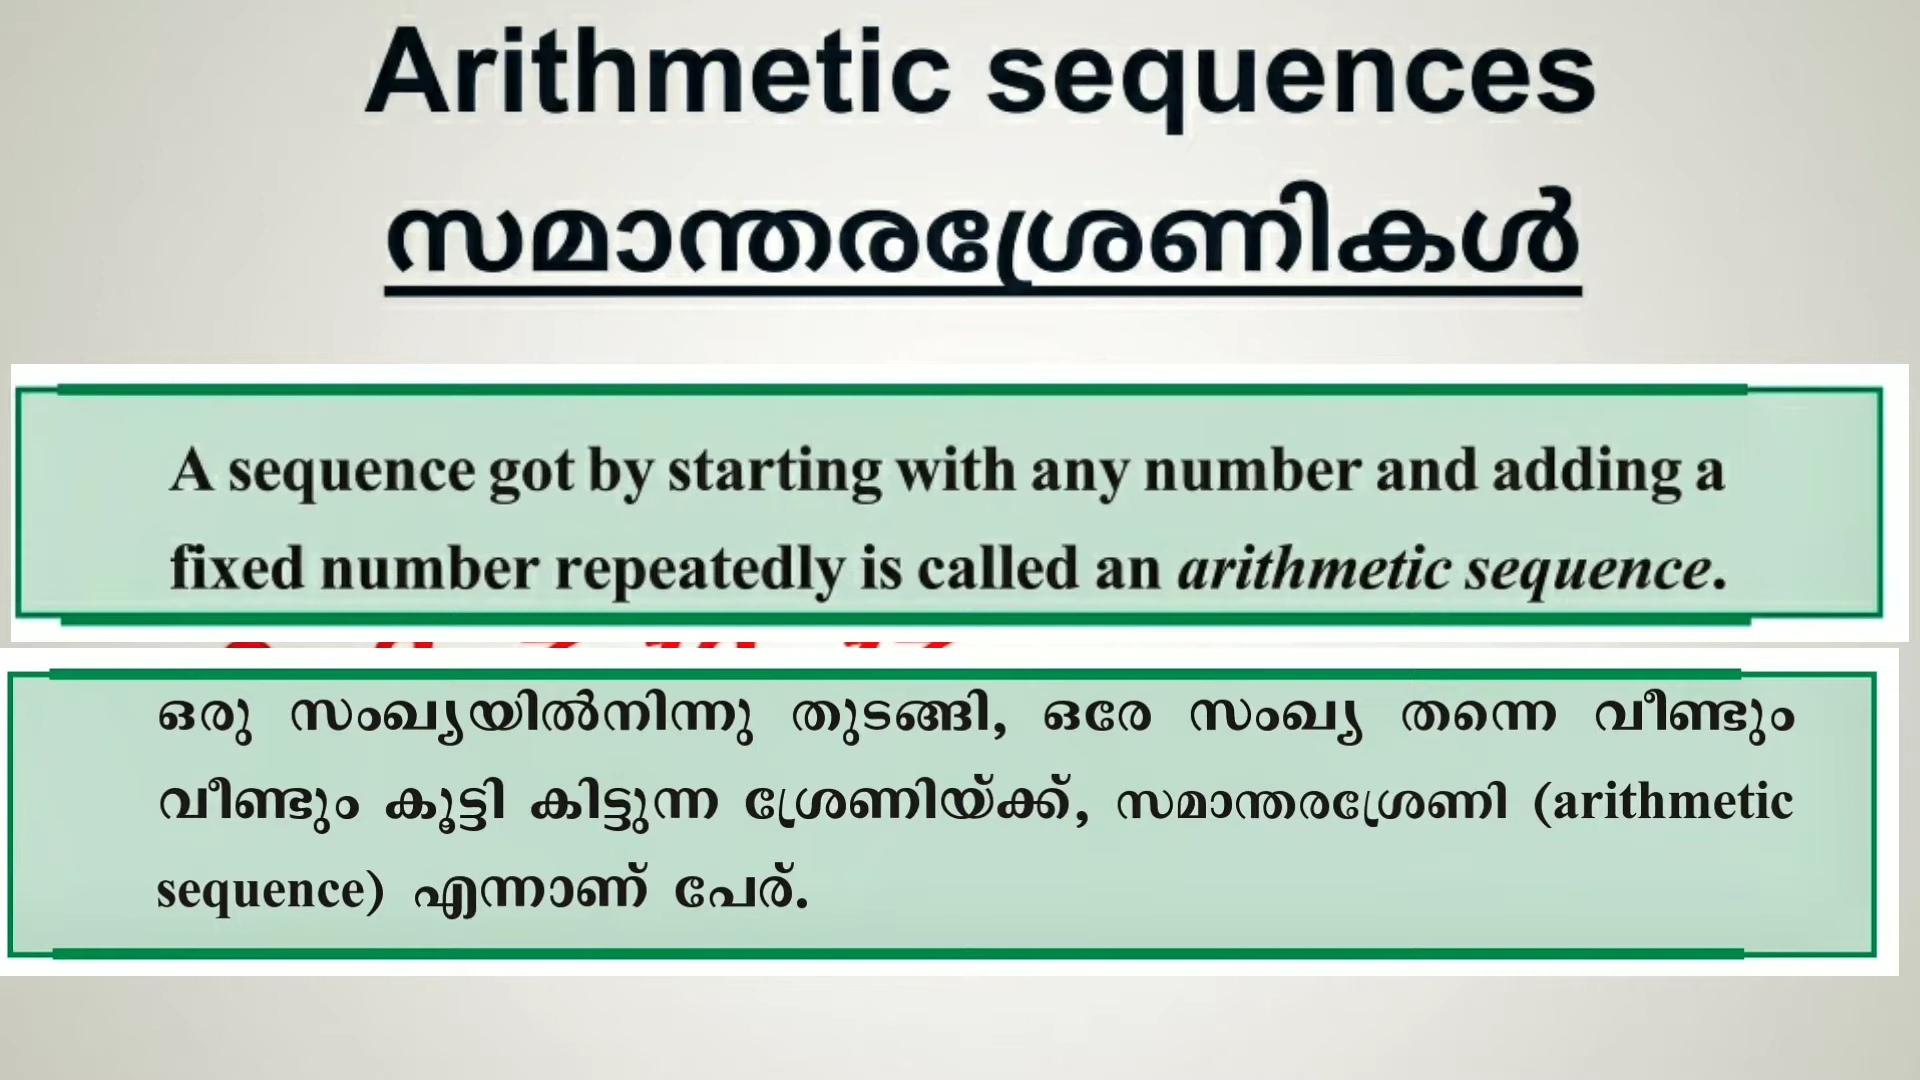 Arithmetic sequences
സമാന്തരശ്രേണികൾ
A sequence got by starting with any number and adding a
fixed number repeatedly is called an arithmetic sequence.
ഒരു സംഖ്യയിൽനിന്നു തുടങ്ങി, ഒരേ സംഖ്യ തന്നെ വീണ്ടും
വീണ്ടും കൂട്ടി കിട്ടുന്ന ശ്രേണിയ്ക്ക്, സമാന്തരശ്രേണി (arithmetic
sequence) എന്നാണ് പേര്.